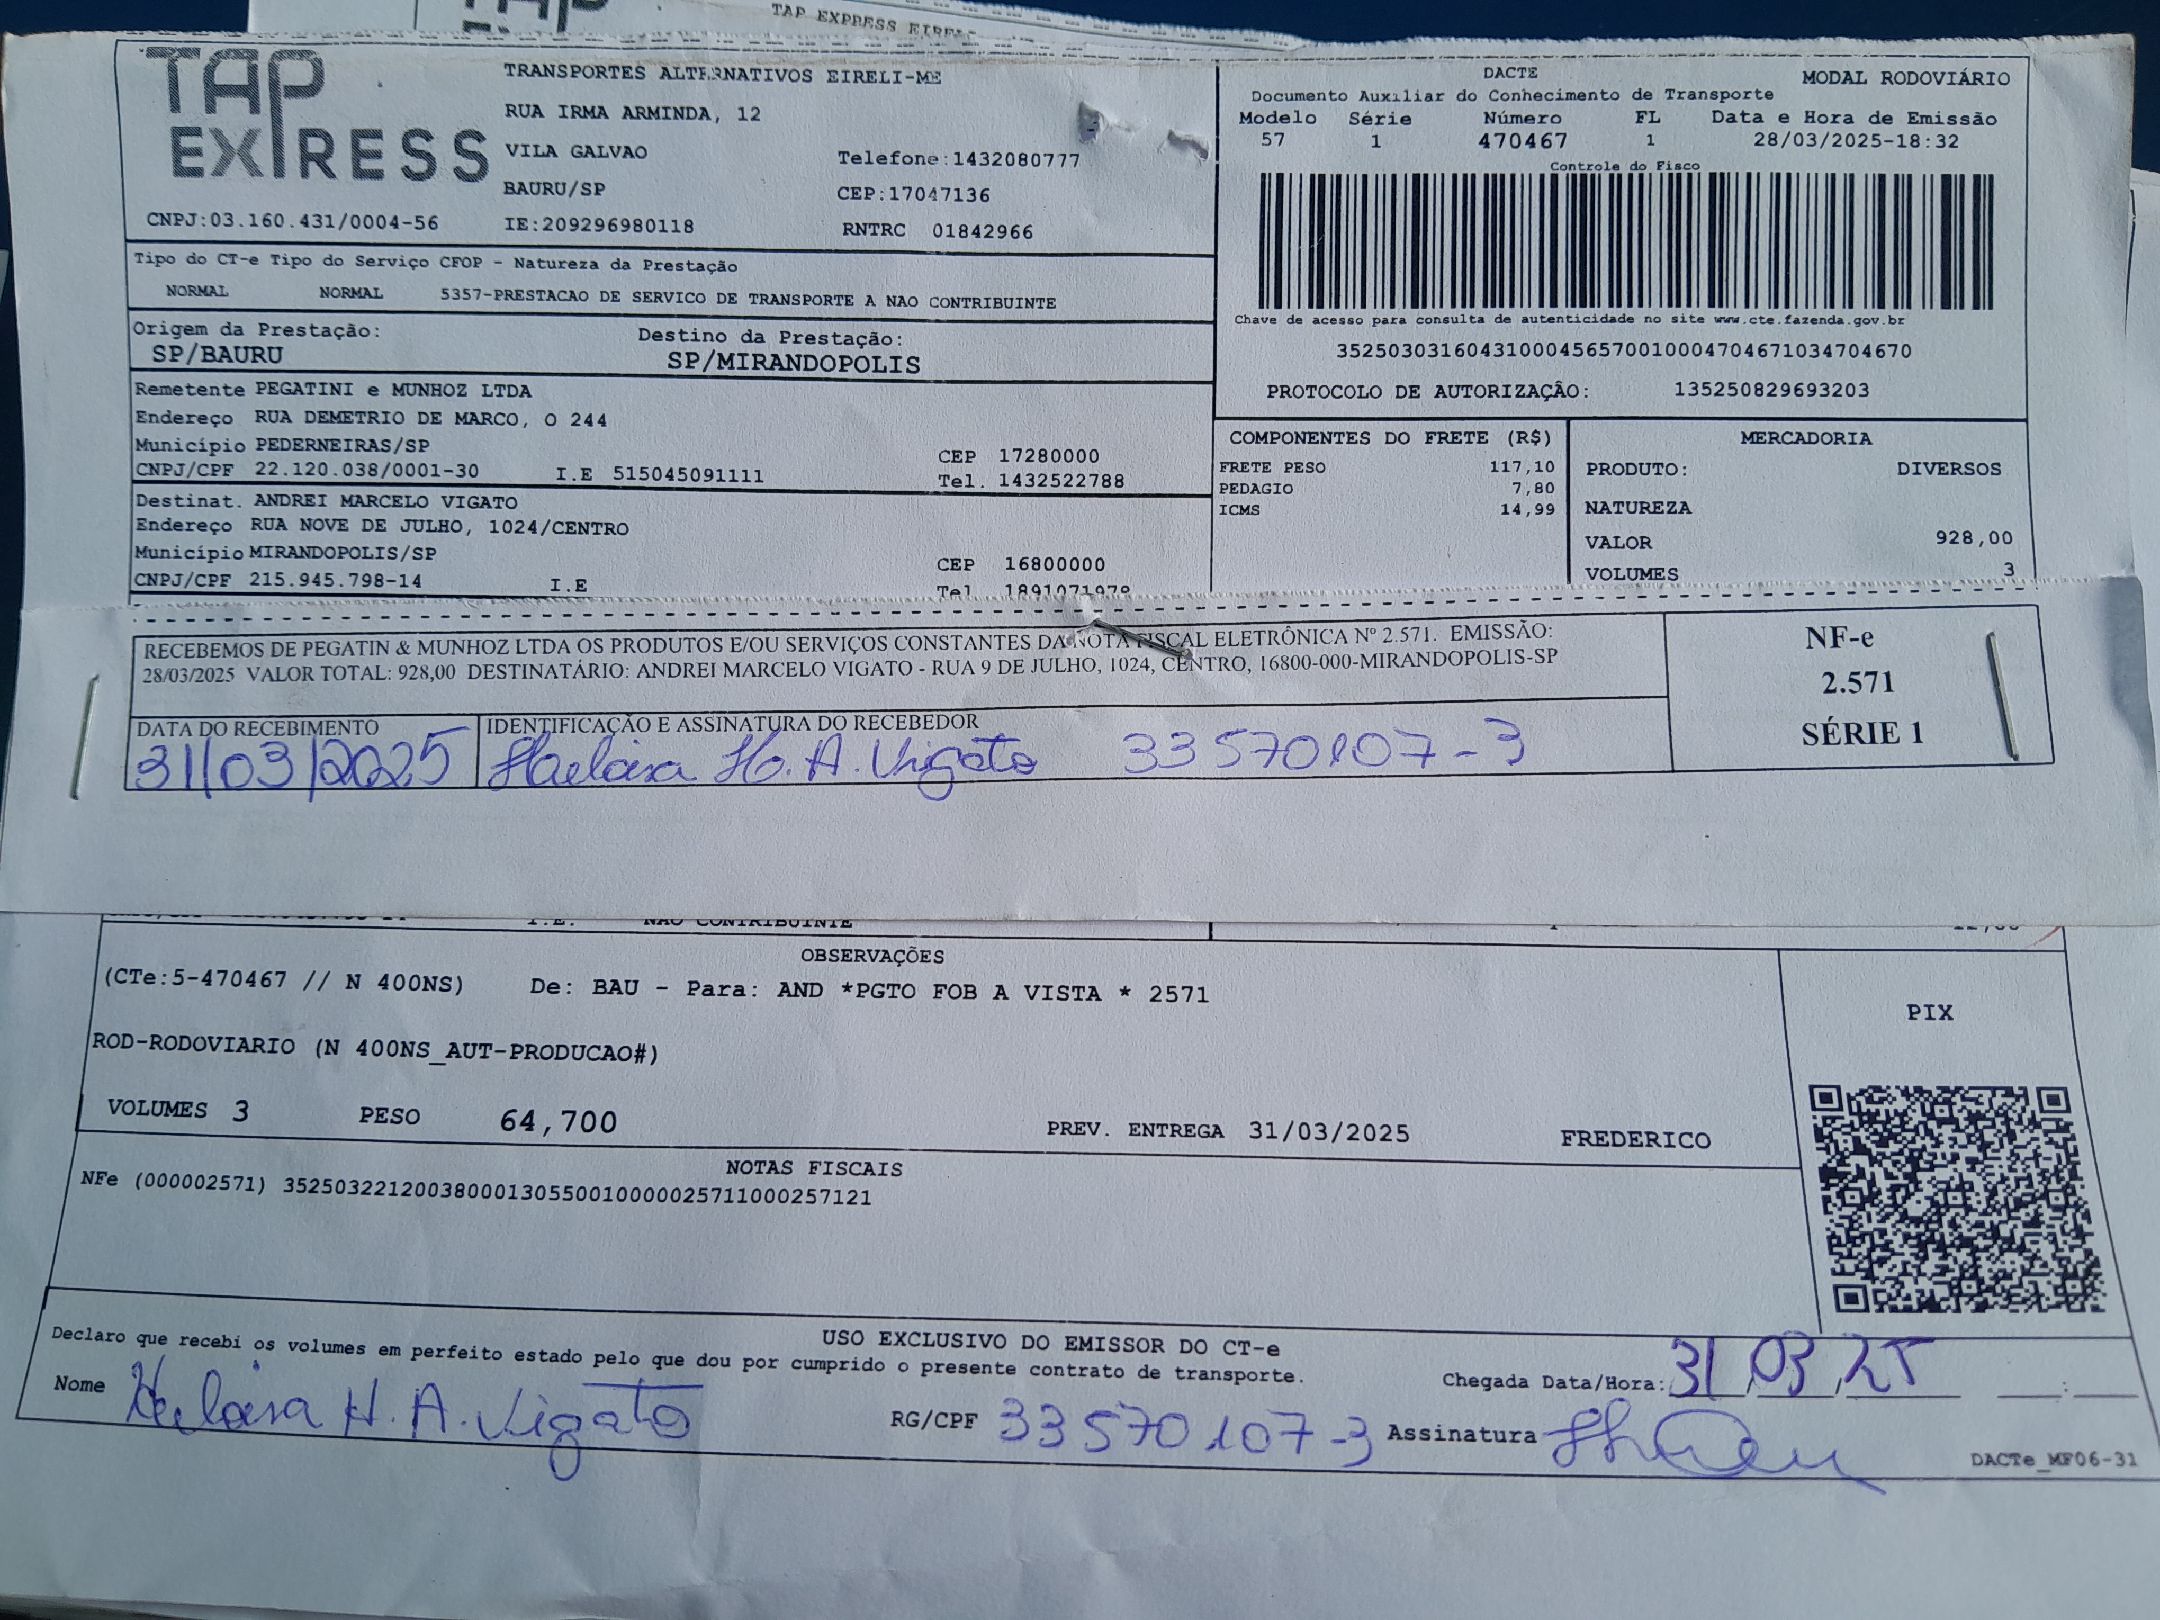 TAP EXPRESS EIRELI
TAP EXPRESS
TRANSPORTES ALTERNATIVOS EIRELI-ME
RUA IRMA ARMINDA, 12
VILA GALVAO Telefone:1432080777
BAURU/SP CEP:17047136
CNPJ:03.160.431/0004-56 IE:209296980118 RNTRC 01842966
DACTE MODAL RODOVIÁRIO
Documento Auxiliar do Conhecimento de Transporte
Modelo Série Número FL Data e Hora de Emissão
57 1 470467 1 28/03/2025-18:32
Controle do Fisco
Chave de acesso para consulta de autenticidade no site www.cte.fazenda.gov.br
35250303160431000456570010004704671034704670
PROTOCOLO DE AUTORIZAÇÃO: 135250829693203
Tipo do CT-e Tipo do Serviço CFOP - Natureza da Prestação
NORMAL NORMAL 5357-PRESTACAO DE SERVICO DE TRANSPORTE A NAO CONTRIBUINTE
Origem da Prestação: Destino da Prestação:
SP/BAURU SP/MIRANDOPOLIS
Remetente PEGATINI e MUNHOZ LTDA
Endereço RUA DEMETRIO DE MARCO, O 244
Município PEDERNEIRAS/SP CEP 17280000
CNPJ/CPF 22.120.038/0001-30 I.E 515045091111 Tel. 1432522788
Destinat. ANDREI MARCELO VIGATO
Endereço RUA NOVE DE JULHO, 1024/CENTRO
Município MIRANDOPOLIS/SP CEP 16800000
CNPJ/CPF 215.945.798-14 I.E Tel 1891071979
COMPONENTES DO FRETE (R$)
FRETE PESO 117,10
PEDAGIO 7,80
ICMS 14,99
MERCADORIA
PRODUTO: DIVERSOS
NATUREZA
VALOR 928,00
VOLUMES 3
RECEBEMOS DE PEGATIN & MUNHOZ LTDA OS PRODUTOS E/OU SERVIÇOS CONSTANTES DA NOTA FISCAL ELETRÔNICA Nº 2.571. EMISSÃO:
28/03/2025 VALOR TOTAL: 928,00 DESTINATÁRIO: ANDREI MARCELO VIGATO - RUA 9 DE JULHO, 1024, CENTRO, 16800-000-MIRANDOPOLIS-SP
NF-e
2.571
SÉRIE 1
DATA DO RECEBIMENTO IDENTIFICAÇÃO E ASSINATURA DO RECEBEDOR
31/03/2025 Heloisa H. A. Vigato 33570107-3
I.E. NAO CONTRIBUINTE
OBSERVAÇÕES
(CTe:5-470467 // N 400NS) De: BAU - Para: AND *PGTO FOB A VISTA * 2571
ROD-RODOVIARIO (N 400NS_AUT-PRODUCAO#)
VOLUMES 3 PESO 64,700 PREV. ENTREGA 31/03/2025 FREDERICO
PIX
NOTAS FISCAIS
NFe (000002571) 35250322120038000130550010000025711000257121
USO EXCLUSIVO DO EMISSOR DO CT-e
Declaro que recebi os volumes em perfeito estado pelo que dou por cumprido o presente contrato de transporte.
Chegada Data/Hora: 31 03 25 :
Nome Heloisa H. A. Vigato RG/CPF 33570107-3 Assinatura
DACTe_MF06-31